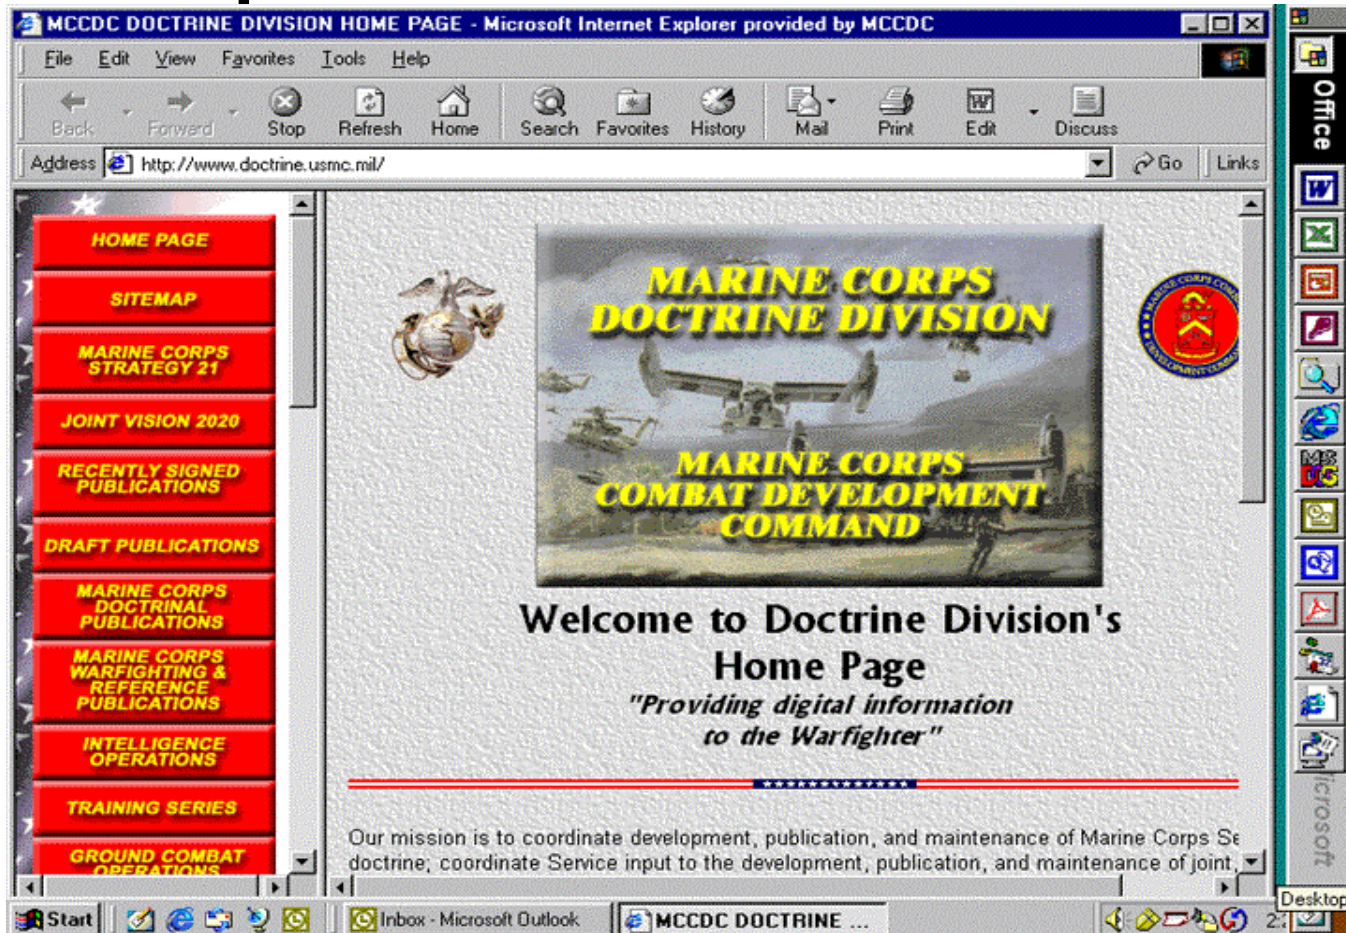 MCCDC DOCTRINE DIVISION HOME PAGE - Microsoft Internet Explorer provided by MCCDC
File Edit View Favorites Tools Help
Back Forward Stop Refresh Home Search Favorites History Mail Print Edit Discuss
Address http://www.doctrine.usmc.mil/ Go Links
Office
HOME PAGE
SITEMAP
MARINE CORPS
STRATEGY 21
JOINT VISION 2020
RECENTLY SIGNED
PUBLICATIONS
DRAFT PUBLICATIONS
MARINE CORPS
DOCTRINAL
PUBLICATIONS
MARINE CORPS
WARFIGHTING &
REFERENCE
PUBLICATIONS
INTELLIGENCE
OPERATIONS
TRAINING SERIES
GROUND COMBAT
OPERATIONS
MARINE CORPS
DOCTRINE DIVISION
MARINE CORPS
COMBAT DEVELOPMENT
COMMAND
Welcome to Doctrine Division's
Home Page
"Providing digital information
to the Warfighter"
Our mission is to coordinate development, publication, and maintenance of Marine Corps Se
doctrine; coordinate Service input to the development, publication, and maintenance of joint,
icrosoft
Desktop
Start Inbox - Microsoft Outlook MCCDC DOCTRINE ...